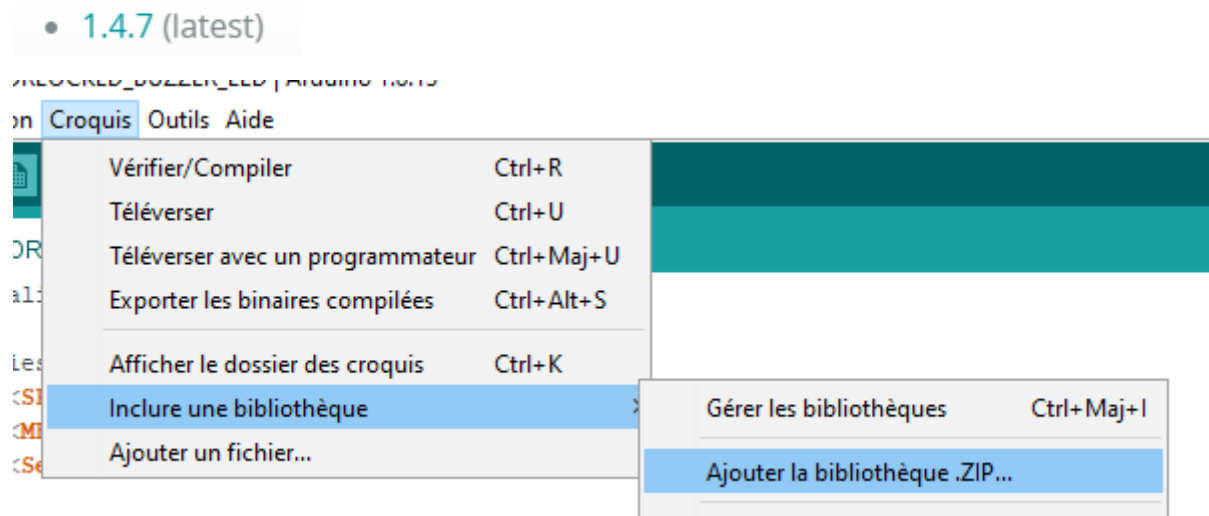 1.4.7 (latest)
on Croquis Outils Aide
Vérifier/Compiler Ctrl+R
Téléverser Ctrl+U
Téléverser avec un programmateur Ctrl+Maj+U
Exporter les binaires compilées Ctrl+Alt+S
Afficher le dossier des croquis Ctrl+K
Inclure une bibliothèque
Gérer les bibliothèques Ctrl+Maj+I
Ajouter un fichier...
Ajouter la bibliothèque .ZIP...